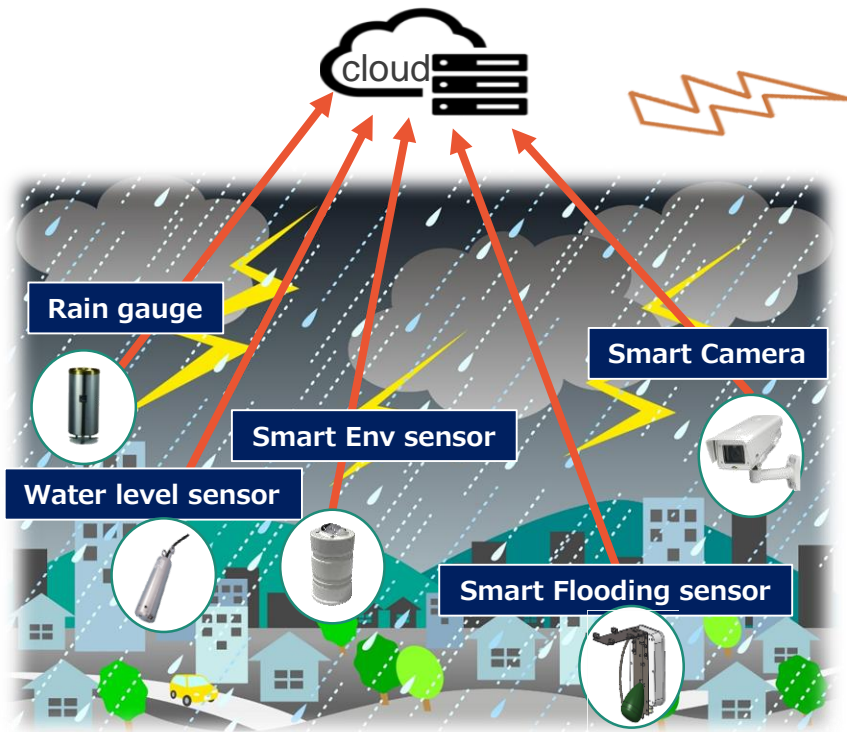 cloud
Rain gauge
Smart Camera
Smart Env sensor
Water level sensor
Smart Flooding sensor